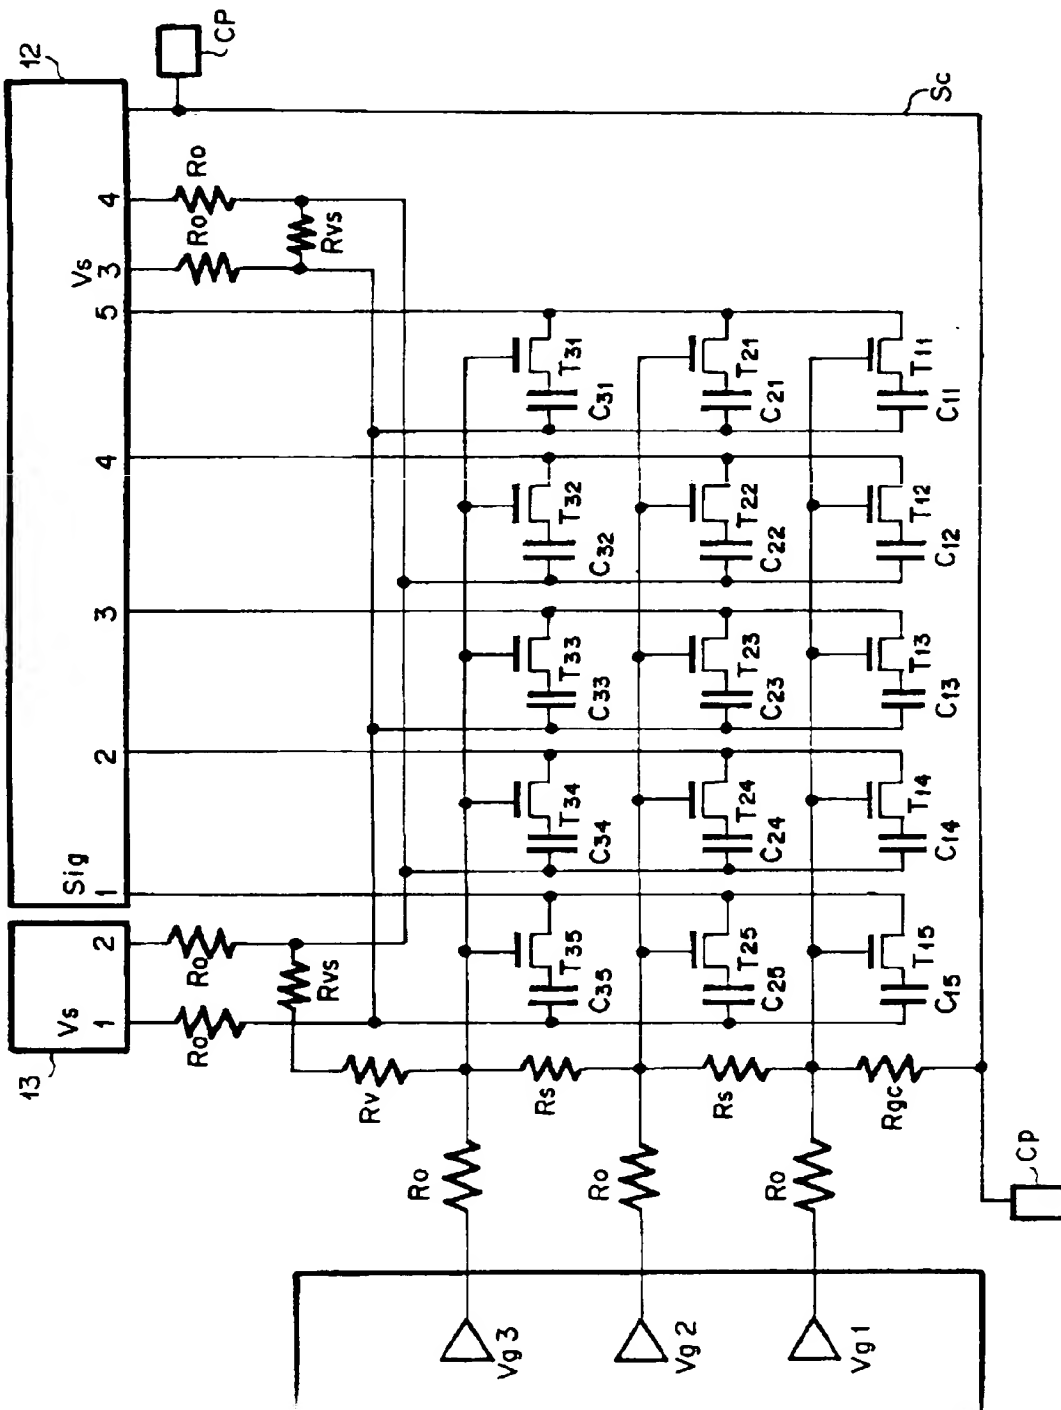 12
CP
Sc
13
Vs
1
2
Sig
1
2
3
4
5
Vs
3
4
Ro
Ro
Ro
Ro
Rvs
Rvs
Rv
Rs
Rs
Rgc
Ro
Ro
Ro
Vg3
Vg2
Vg1
Cp
T35
T34
T33
T32
T31
C35
C34
C33
C32
C31
T25
T24
T23
T22
T21
C25
C24
C23
C22
C21
T15
T14
T13
T12
T11
C15
C14
C13
C12
C11